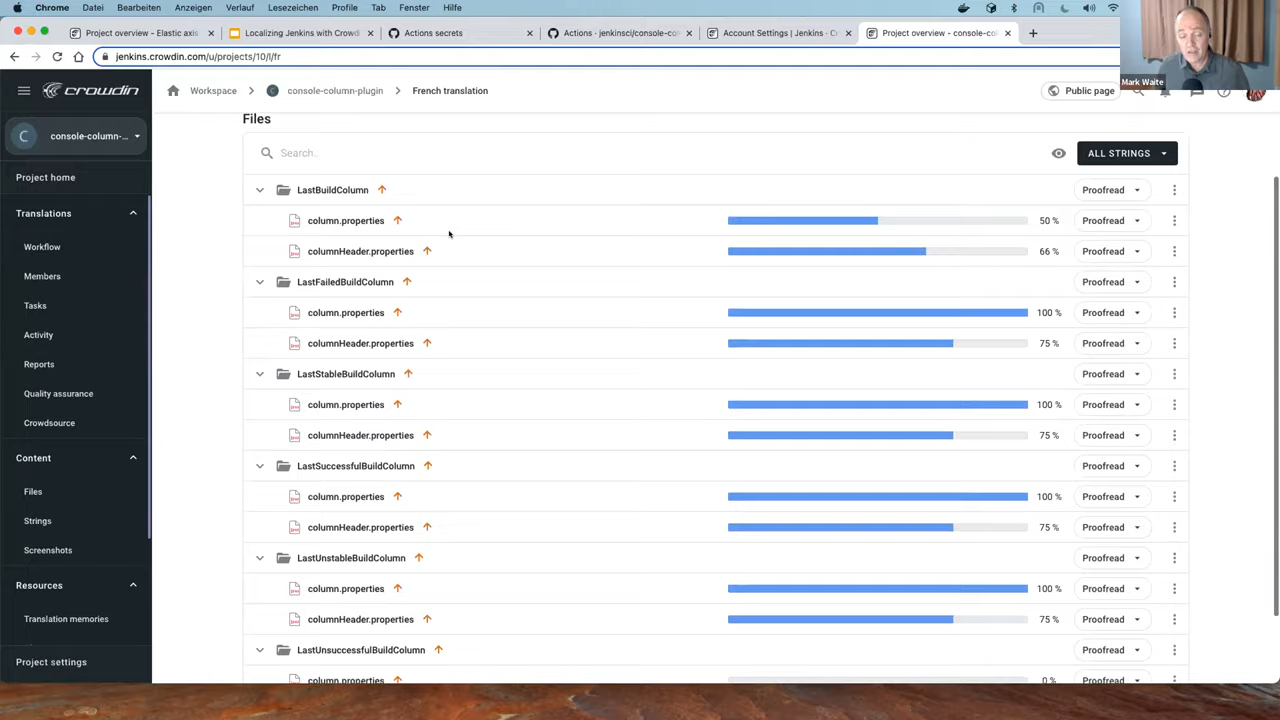 Chrome Datei Bearbeiten Anzeigen Verlauf Lesezeichen Profile Tab Fenster Hilfe
Project overview - Elastic axis
Localizing Jenkins with Crowd
Actions secrets
Actions · jenkinsci/console-co
Account Settings | Jenkins - Cr
Project overview - console-col
jenkins.crowdin.com/u/projects/10/l/fr
Mark Waite
crowdin
Workspace > console-column-plugin > French translation
Public page
C console-column-...
Project home
Translations
Workflow
Members
Tasks
Activity
Reports
Quality assurance
Crowdsource
Content
Files
Strings
Screenshots
Resources
Translation memories
Project settings
Files
Search..
ALL STRINGS
LastBuildColumn Proofread
column.properties 50 % Proofread
columnHeader.properties 66 % Proofread
LastFailedBuildColumn Proofread
column.properties 100 % Proofread
columnHeader.properties 75 % Proofread
LastStableBuildColumn Proofread
column.properties 100 % Proofread
columnHeader.properties 75 % Proofread
LastSuccessfulBuildColumn Proofread
column.properties 100 % Proofread
columnHeader.properties 75 % Proofread
LastUnstableBuildColumn Proofread
column.properties 100 % Proofread
columnHeader.properties 75 % Proofread
LastUnsuccessfulBuildColumn Proofread
column.properties 0 % Proofread